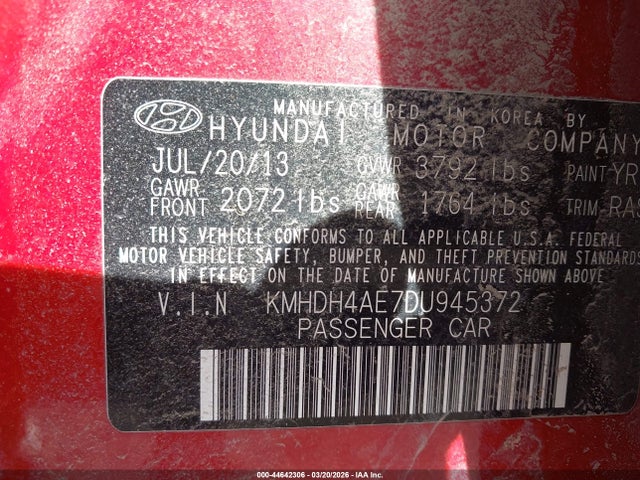 MANUFACTURED IN KOREA BY
HYUNDAI MOTOR COMPANY
JUL/20/13 GVWR 3792 lbs PAINT YR
GAWR FRONT 2072 lbs GAWR REAR 1764 lbs TRIM RAS
THIS VEHICLE CONFORMS TO ALL APPLICABLE U.S.A. FEDERAL
MOTOR VEHICLE SAFETY, BUMPER, AND THEFT PREVENTION STANDARDS
IN EFFECT ON THE DATE OF MANUFACTURE SHOWN ABOVE
V.I.N KMHDH4AE7DU945372
PASSENGER CAR
000-44642306 - 03/20/2026 - IAA Inc.